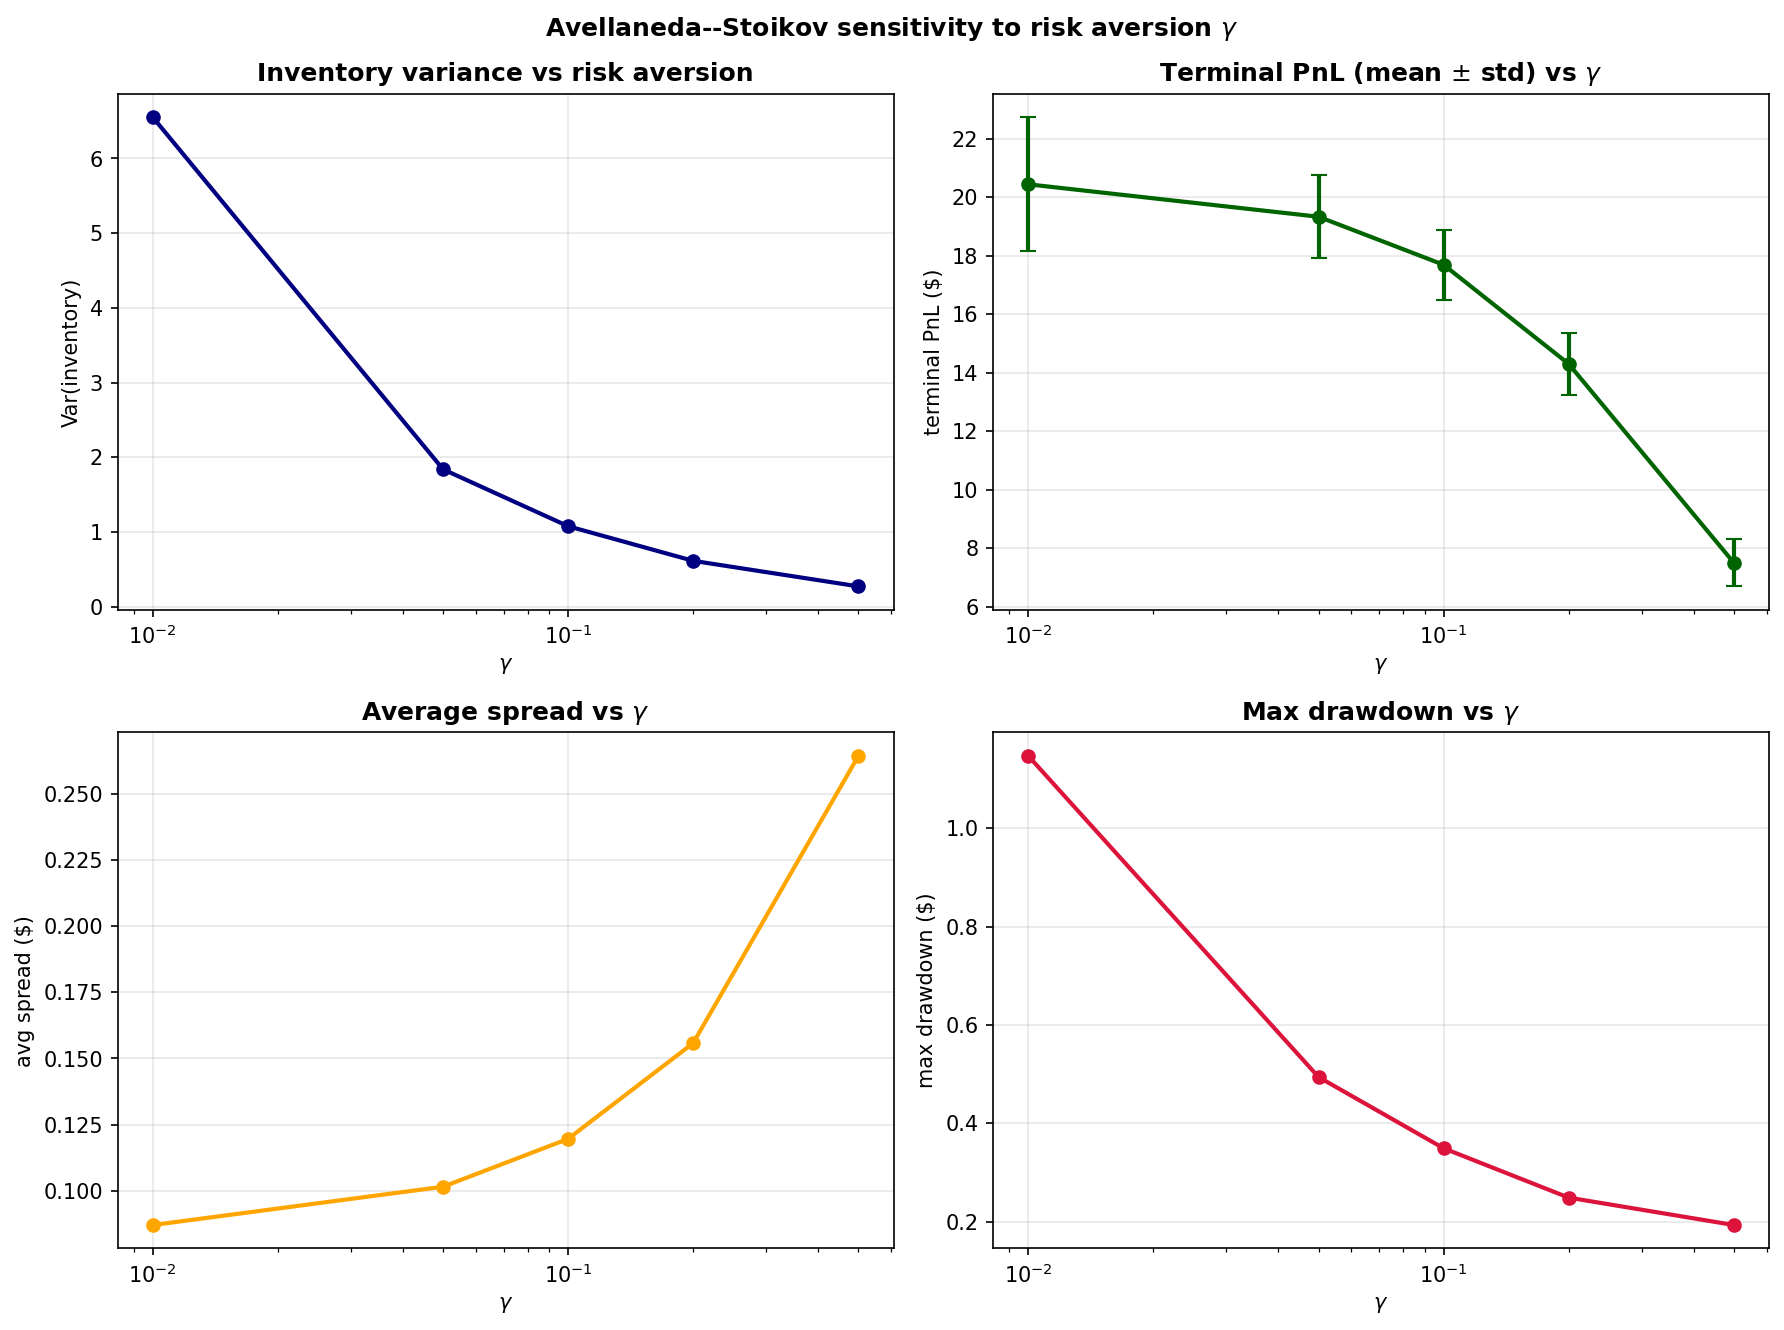 Avellaneda--Stoikov sensitivity to risk aversion γ
Inventory variance vs risk aversion
Var(inventory)
6
5
4
3
2
1
0
10⁻² 10⁻¹
γ
Terminal PnL (mean ± std) vs γ
terminal PnL ($)
22
20
18
16
14
12
10
8
6
10⁻² 10⁻¹
γ
Average spread vs γ
avg spread ($)
0.250
0.225
0.200
0.175
0.150
0.125
0.100
10⁻² 10⁻¹
γ
Max drawdown vs γ
max drawdown ($)
1.0
0.8
0.6
0.4
0.2
10⁻² 10⁻¹
γ